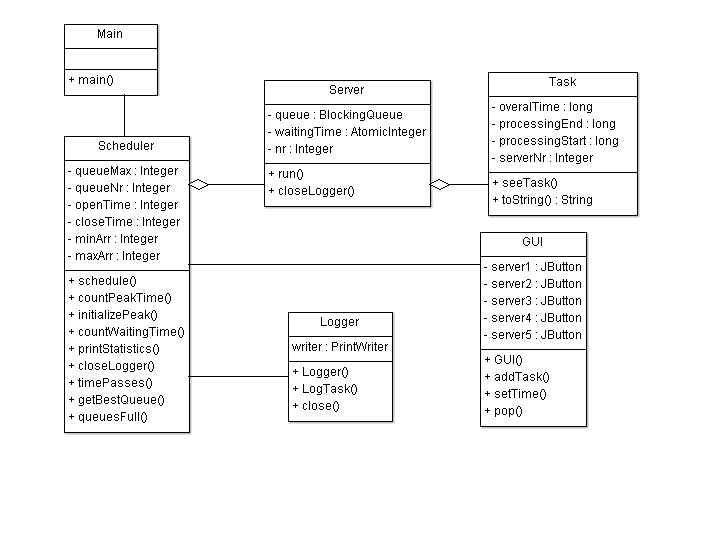 Main
+ main()
Scheduler
- queueMax : Integer
- queueNr : Integer
- openTime : Integer
- closeTime : Integer
- minArr : Integer
- maxArr : Integer
+ schedule()
+ countPeakTime()
+ initializePeak()
+ countWaitingTime()
+ printStatistics()
+ closeLogger()
+ timePasses()
+ getBestQueue()
+ queuesFull()
Server
- queue : BlockingQueue
- waitingTime : AtomicInteger
- nr : Integer
+ run()
+ closeLogger()
Task
- overalTime : long
- processingEnd : long
- processingStart : long
- serverNr : Integer
+ seeTask()
+ toString() : String
GUI
- server1 : JButton
- server2 : JButton
- server3 : JButton
- server4 : JButton
- server5 : JButton
+ GUI()
+ addTask()
+ setTime()
+ pop()
Logger
writer : PrintWriter
+ Logger()
+ LogTask()
+ close()